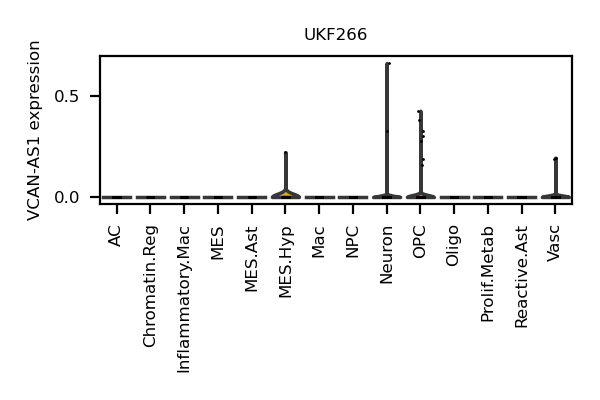 UKF266
VCAN-AS1 expression
0.5
0.0
AC
Chromatin.Reg
Inflammatory.Mac
MES
MES.Ast
MES.Hyp
Mac
NPC
Neuron
OPC
Oligo
Prolif.Metab
Reactive.Ast
Vasc